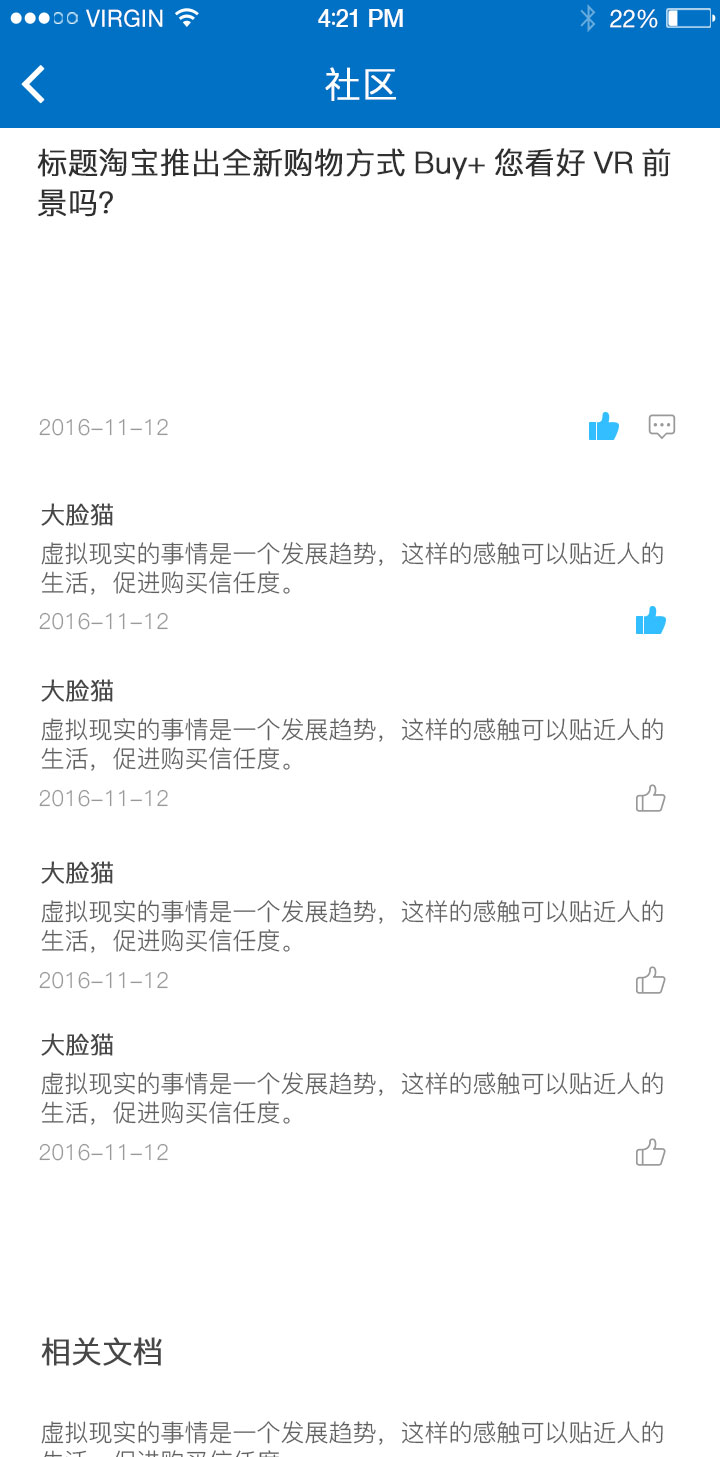 VIRGIN 4:21 PM 22%
社区
标题淘宝推出全新购物方式 Buy+ 您看好 VR 前
景吗?
2016-11-12
大脸猫
虚拟现实的事情是一个发展趋势，这样的感触可以贴近人的
生活，促进购买信任度。
2016-11-12
大脸猫
虚拟现实的事情是一个发展趋势，这样的感触可以贴近人的
生活，促进购买信任度。
2016-11-12
大脸猫
虚拟现实的事情是一个发展趋势，这样的感触可以贴近人的
生活，促进购买信任度。
2016-11-12
大脸猫
虚拟现实的事情是一个发展趋势，这样的感触可以贴近人的
生活，促进购买信任度。
2016-11-12
相关文档
虚拟现实的事情是一个发展趋势，这样的感触可以贴近人的